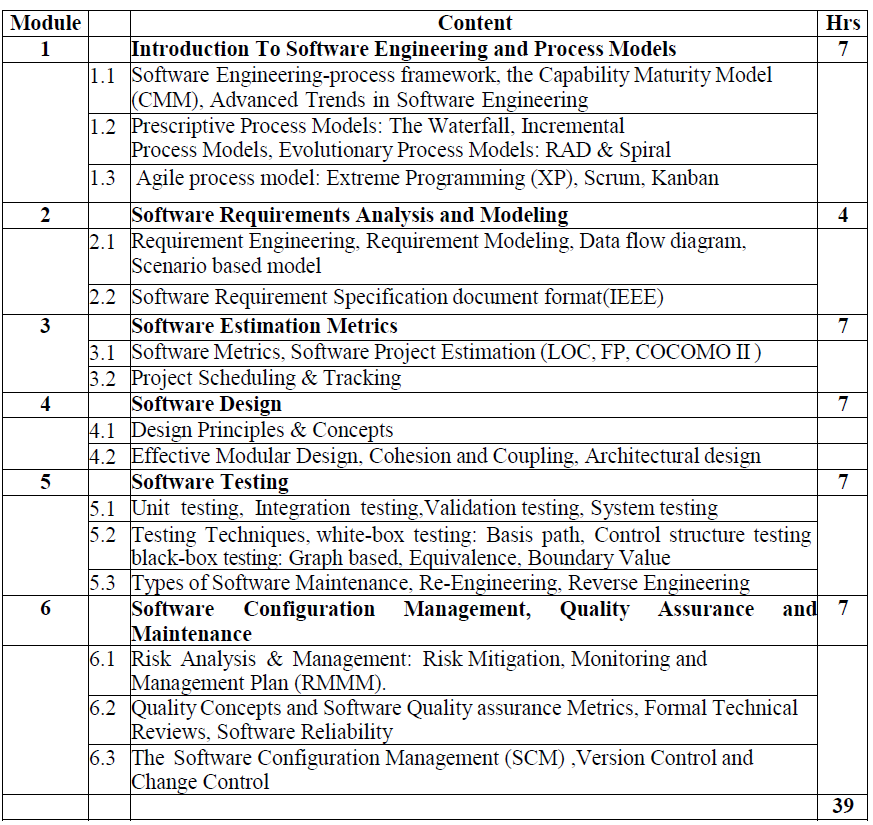 Module Content Hrs
1 Introduction To Software Engineering and Process Models 7
1.1 Software Engineering-process framework, the Capability Maturity Model
(CMM), Advanced Trends in Software Engineering
1.2 Prescriptive Process Models: The Waterfall, Incremental
Process Models, Evolutionary Process Models: RAD & Spiral
1.3 Agile process model: Extreme Programming (XP), Scrum, Kanban
2 Software Requirements Analysis and Modeling 4
2.1 Requirement Engineering, Requirement Modeling, Data flow diagram,
Scenario based model
2.2 Software Requirement Specification document format(IEEE)
3 Software Estimation Metrics 7
3.1 Software Metrics, Software Project Estimation (LOC, FP, COCOMO II )
3.2 Project Scheduling & Tracking
4 Software Design 7
4.1 Design Principles & Concepts
4.2 Effective Modular Design, Cohesion and Coupling, Architectural design
5 Software Testing 7
5.1 Unit testing, Integration testing,Validation testing, System testing
5.2 Testing Techniques, white-box testing: Basis path, Control structure testing
black-box testing: Graph based, Equivalence, Boundary Value
5.3 Types of Software Maintenance, Re-Engineering, Reverse Engineering
6 Software Configuration Management, Quality Assurance and 7
Maintenance
6.1 Risk Analysis & Management: Risk Mitigation, Monitoring and
Management Plan (RMMM).
6.2 Quality Concepts and Software Quality assurance Metrics, Formal Technical
Reviews, Software Reliability
6.3 The Software Configuration Management (SCM) ,Version Control and
Change Control
39